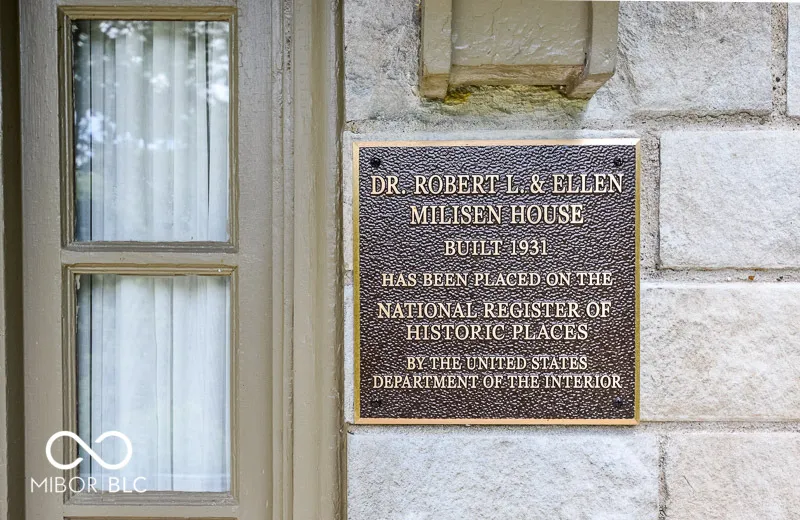 DR. ROBERT L. & ELLEN
MILISEN HOUSE
BUILT 1931
HAS BEEN PLACED ON THE
NATIONAL REGISTER OF
HISTORIC PLACES
BY THE UNITED STATES
DEPARTMENT OF THE INTERIOR
MIBOR BLC